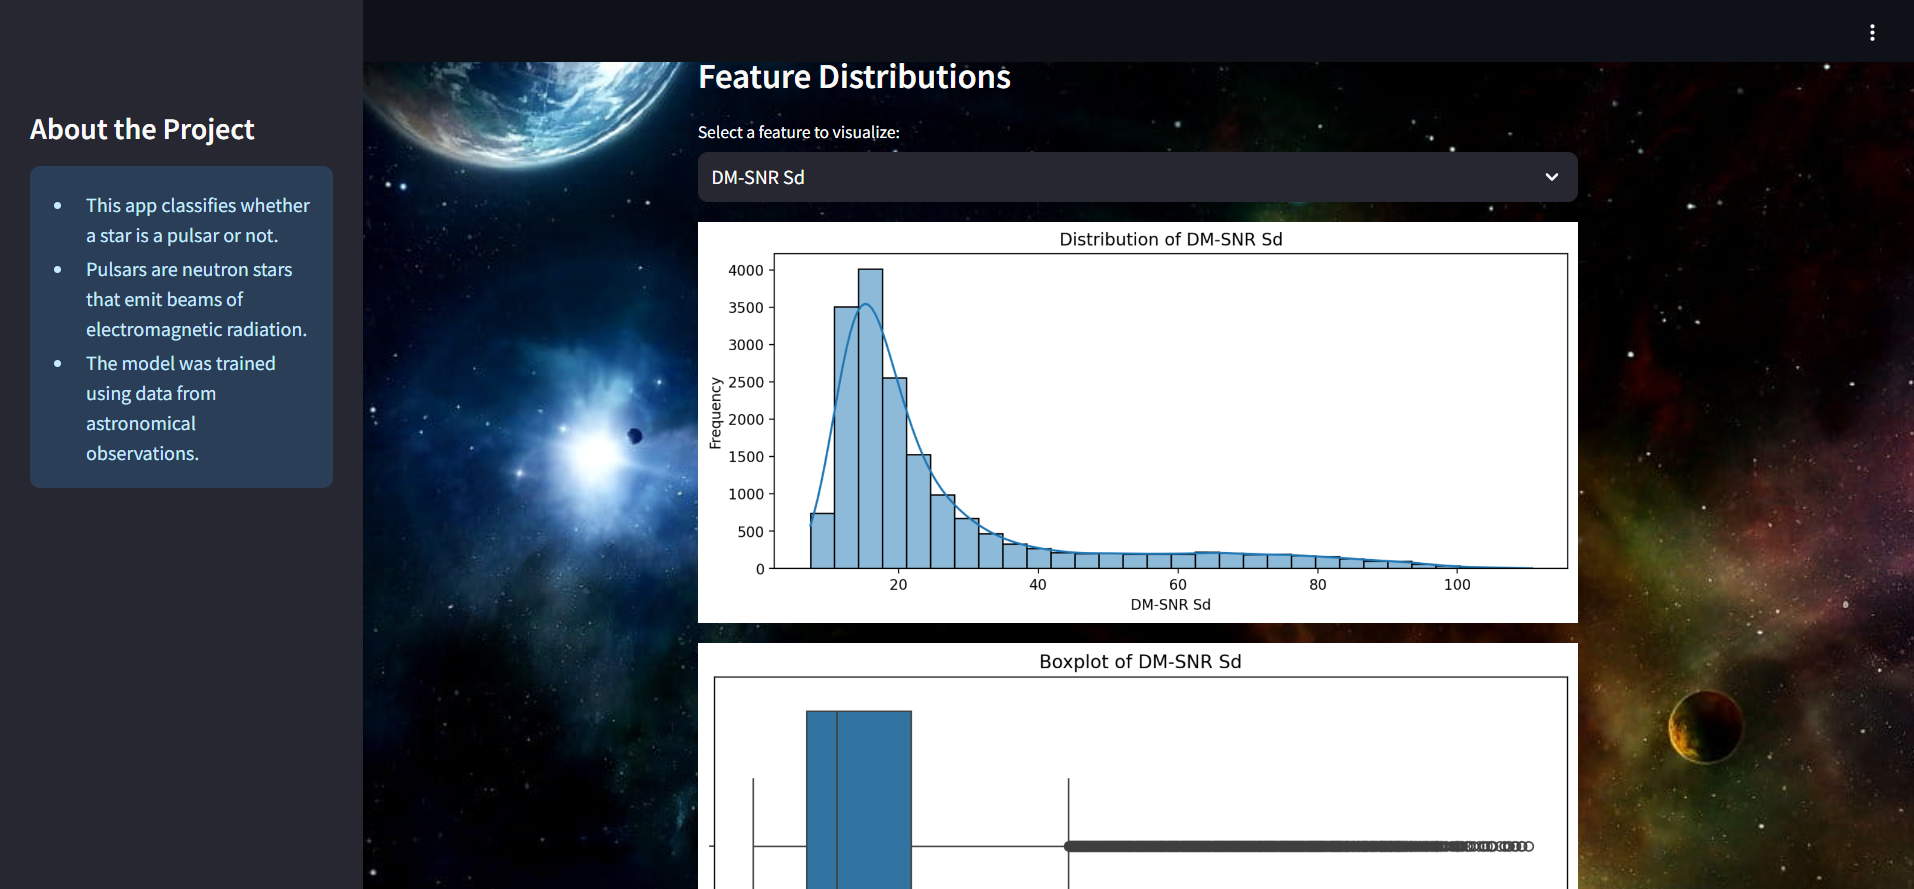 About the Project
This app classifies whether
a star is a pulsar or not.
Pulsars are neutron stars
that emit beams of
electromagnetic radiation.
The model was trained
using data from
astronomical
observations.
Feature Distributions
Select a feature to visualize:
DM-SNR Sd
Distribution of DM-SNR Sd
Frequency
4000
3500
3000
2500
2000
1500
1000
500
0
20 40 60 80 100
DM-SNR Sd
Boxplot of DM-SNR Sd